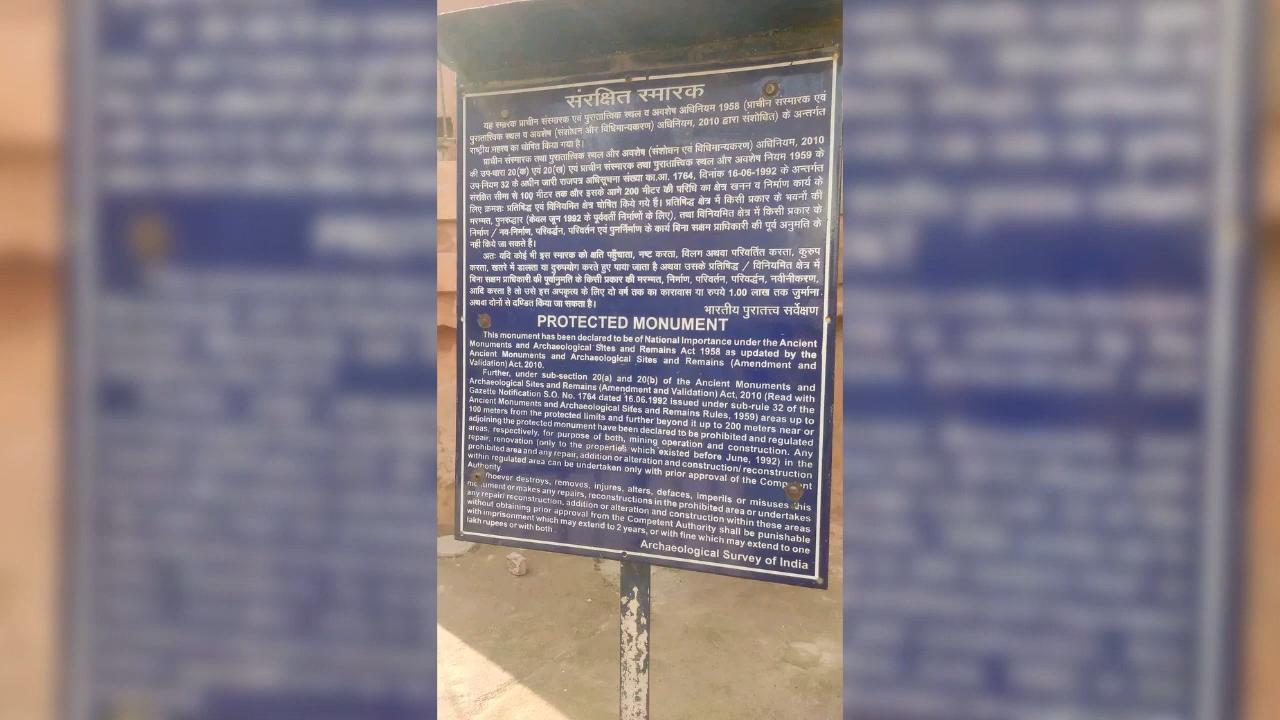 संरक्षित स्मारक
यह स्मारक प्राचीन संस्मारक एवं पुरातात्त्विक स्थल व अवशेष अधिनियम 1958 (प्राचीन संस्मारक एवं
पुरातात्त्विक स्थल व अवशेष (संशोधन और विधिमान्यकरण) अधिनियम, 2010 द्वारा संशोधित) के अन्तर्गत
राष्ट्रीय महत्त्व का घोषित किया गया है।
प्राचीन संस्मारक तथा पुरातात्त्विक स्थल और अवशेष (संशोधन एवं विधिमान्यकरण) अधिनियम, 2010
की उप-धारा 20(क) एवं 20(ख) एवं प्राचीन संस्मारक तथा पुरातात्त्विक स्थल और अवशेष नियम 1959 के
उप-नियम 32 के अधीन जारी राजपत्र अधिसूचना संख्या का.आ. 1764, दिनांक 16-06-1992 के अन्तर्गत
संरक्षित सीमा से 100 मीटर तक और इसके आगे 200 मीटर की परिधि का क्षेत्र खनन व निर्माण कार्य के
लिए क्रमशः प्रतिषिद्ध एवं विनियमित क्षेत्र घोषित किये गये हैं। प्रतिषिद्ध क्षेत्र में किसी प्रकार के भवनों की
मरम्मत, पुनरुद्धार (केवल जून 1992 के पूर्ववर्ती निर्माणों के लिए), तथा विनियमित क्षेत्र में किसी प्रकार के
निर्माण / नव-निर्माण, परिवर्द्धन, परिवर्तन एवं पुनर्निर्माण के कार्य बिना सक्षम प्राधिकारी की पूर्व अनुमति के
नही किये जा सकते हैं।
अतः यदि कोई भी इस स्मारक को क्षति पहुँचाता, नष्ट करता, विलग अथवा परिवर्तित करता, कुरुप
करता, खतरे में डालता या दुरुपयोग करते हुए पाया जाता है अथवा उसके प्रतिषिद्ध / विनियमित क्षेत्र में
बिना सक्षम प्राधिकारी की पूर्वानुमति के किसी प्रकार की मरम्मत, निर्माण, परिवर्तन, परिवर्द्धन, नवीनीकरण,
आदि करता है तो उसे इस अपकृत्य के लिए दो वर्ष तक का कारावास या रुपये 1.00 लाख तक जुर्माना
अथवा दोनों से दण्डित किया जा सकता है।
भारतीय पुरातत्त्व सर्वेक्षण
PROTECTED MONUMENT
This monument has been declared to be of National Importance under the Ancient
Monuments and Archaeological Sites and Remains Act 1958 as updated by the
Ancient Monuments and Archaeological Sites and Remains (Amendment and
Validation) Act, 2010.
Further, under sub-section 20(a) and 20(b) of the Ancient Monuments and
Archaeological Sites and Remains (Amendment and Validation) Act, 2010 (Read with
Gazette Notification S.O. No. 1764 dated 16.06.1992 issued under sub-rule 32 of the
Ancient Monuments and Archaeological Sites and Remains Rules, 1959) areas up to
100 meters from the protected limits and further beyond it up to 200 meters near or
adjoining the protected monument have been declared to be prohibited and regulated
areas, respectively, for purpose of both, mining operation and construction. Any
repair, renovation (only to the properties which existed before June, 1992) in the
prohibited area and any repair, addition or alteration and construction/ reconstruction
within regulated area can be undertaken only with prior approval of the Competent
Authority.
Whoever destroys, removes, injures, alters, defaces, imperils or misuses this
monument or makes any repairs, reconstructions in the prohibited area or undertakes
any repair/ reconstruction, addition or alteration and construction within these areas
without obtaining prior approval from the Competent Authority shall be punishable
with imprisonment which may extend to 2 years, or with fine which may extend to one
lakh rupees or with both.
Archaeological Survey of India